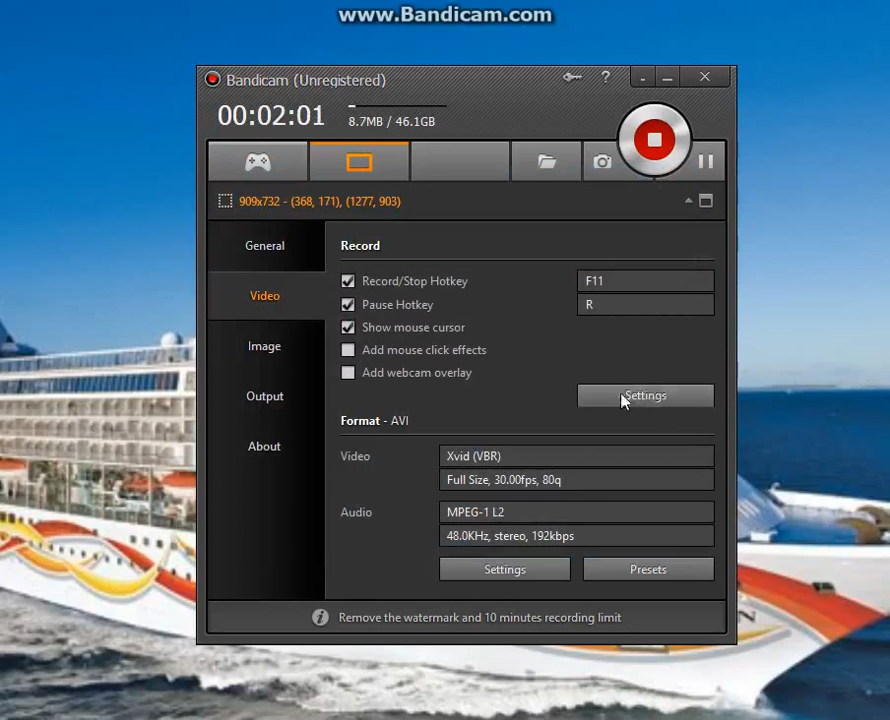 www.Bandicam.com
Bandicam (Unregistered)
?
00:02:01
8.7MB / 46.1GB
909x732 - (368, 171), (1277, 903)
General
Video
Image
Output
About
Record
Record/Stop Hotkey
F11
Pause Hotkey
R
Show mouse cursor
Add mouse click effects
Add webcam overlay
Settings
Format - AVI
Video
Xvid (VBR)
Full Size, 30.00fps, 80q
Audio
MPEG-1 L2
48.0KHz, stereo, 192kbps
Settings
Presets
Remove the watermark and 10 minutes recording limit